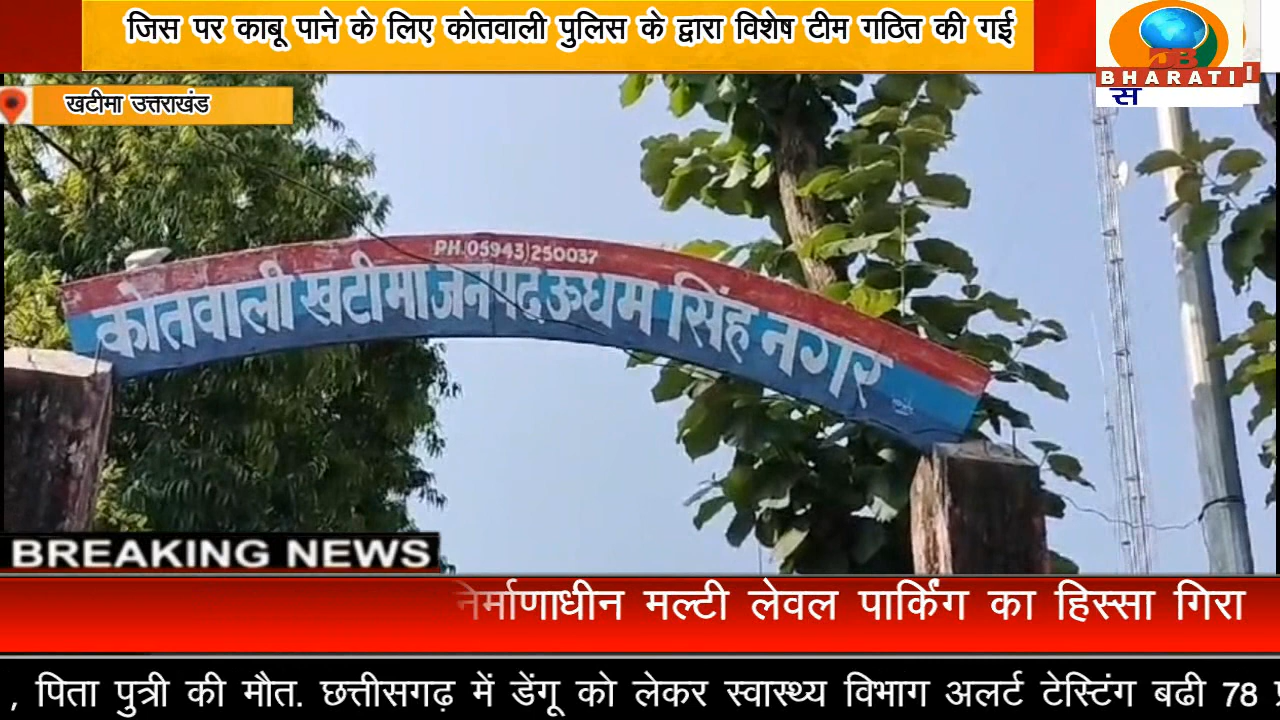 जिस पर काबू पाने के लिए कोतवाली पुलिस के द्वारा विशेष टीम गठित की गई
BHARATI
स
खटीमा उत्तराखंड
PH.05943)250037
कोतवाली खटीमा जनपद ऊधम सिंह नगर
BREAKING NEWS
निर्माणाधीन मल्टी लेवल पार्किंग का हिस्सा गिरा
, पिता पुत्री की मौत. छत्तीसगढ़ में डेंगू को लेकर स्वास्थ्य विभाग अलर्ट टेस्टिंग बढी 78